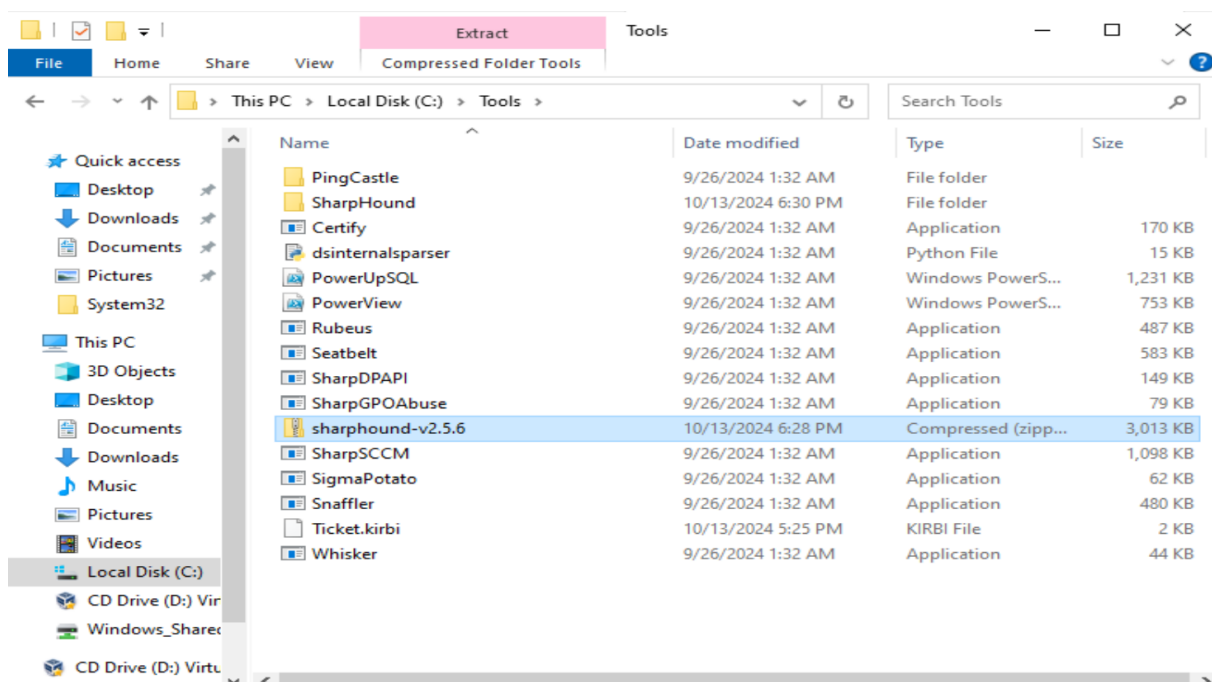 Extract Tools
File Home Share View Compressed Folder Tools ?
This PC Local Disk (C:) Tools Search Tools
Name Date modified Type Size
Quick access
Desktop
Downloads
Documents
Pictures
System32
This PC
3D Objects
Desktop
Documents
Downloads
Music
Pictures
Videos
Local Disk (C:)
CD Drive (D:) Vir
Windows_Shared
CD Drive (D:) Virtu
PingCastle 9/26/2024 1:32 AM File folder
SharpHound 10/13/2024 6:30 PM File folder
Certify 9/26/2024 1:32 AM Application 170 KB
dsinternalsparser 9/26/2024 1:32 AM Python File 15 KB
PowerUpSQL 9/26/2024 1:32 AM Windows PowerS... 1,231 KB
PowerView 9/26/2024 1:32 AM Windows PowerS... 753 KB
Rubeus 9/26/2024 1:32 AM Application 487 KB
Seatbelt 9/26/2024 1:32 AM Application 583 KB
SharpDPAPI 9/26/2024 1:32 AM Application 149 KB
SharpGPOAbuse 9/26/2024 1:32 AM Application 79 KB
sharphound-v2.5.6 10/13/2024 6:28 PM Compressed (zipp... 3,013 KB
SharpSCCM 9/26/2024 1:32 AM Application 1,098 KB
SigmaPotato 9/26/2024 1:32 AM Application 62 KB
Snaffler 9/26/2024 1:32 AM Application 480 KB
Ticket.kirbi 10/13/2024 5:25 PM KIRBI File 2 KB
Whisker 9/26/2024 1:32 AM Application 44 KB